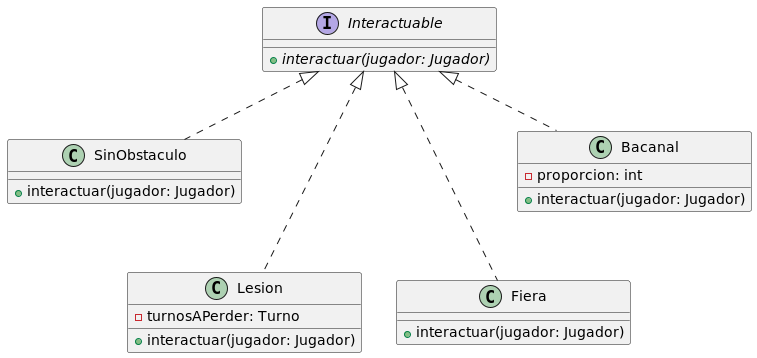 I Interactuable
interactuar(jugador: Jugador)
C SinObstaculo
interactuar(jugador: Jugador)
C Bacanal
proporcion: int
interactuar(jugador: Jugador)
C Lesion
turnosAPerder: Turno
interactuar(jugador: Jugador)
C Fiera
interactuar(jugador: Jugador)